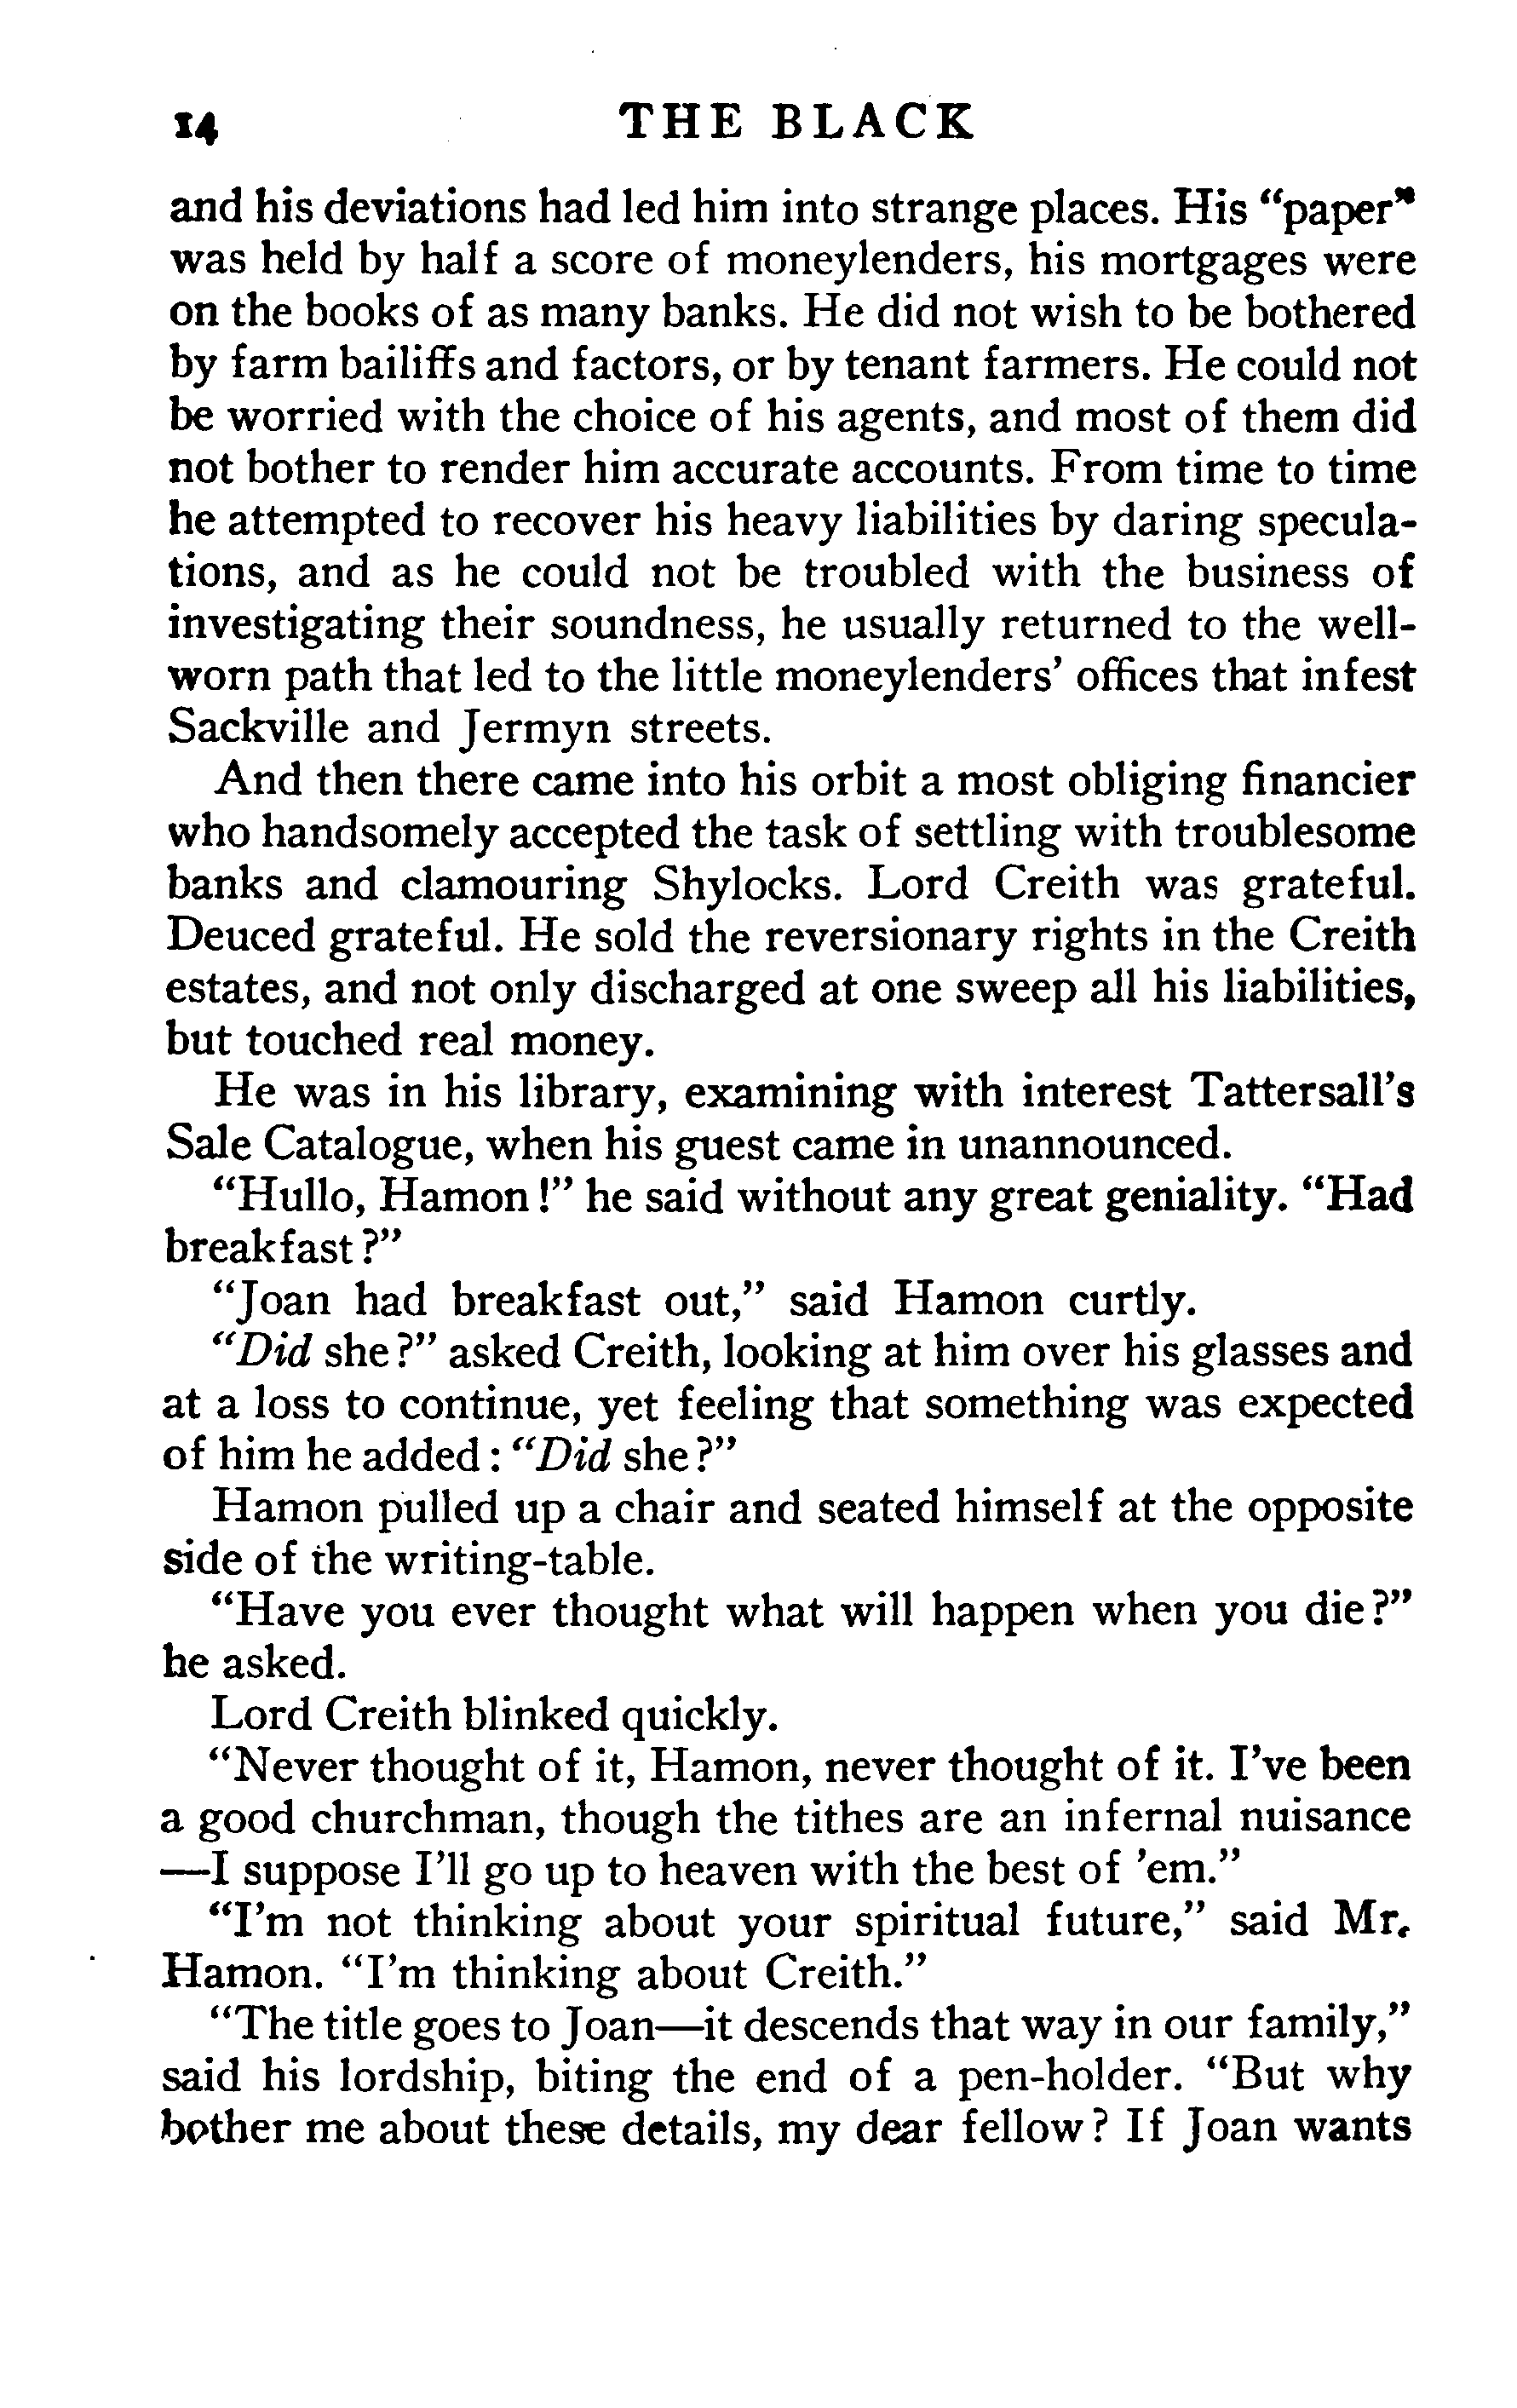 14 THE BLACK
and his deviations had led him into strange places. His "paper"
was held by half a score of moneylenders, his mortgages were
on the books of as many banks. He did not wish to be bothered
by farm bailiffs and factors, or by tenant farmers. He could not
be worried with the choice of his agents, and most of them did
not bother to render him accurate accounts. From time to time
he attempted to recover his heavy liabilities by daring specula-
tions, and as he could not be troubled with the business of
investigating their soundness, he usually returned to the well-
worn path that led to the little moneylenders' offices that infest
Sackville and Jermyn streets.
And then there came into his orbit a most obliging financier
who handsomely accepted the task of settling with troublesome
banks and clamouring Shylocks. Lord Creith was grateful.
Deuced grateful. He sold the reversionary rights in the Creith
estates, and not only discharged at one sweep all his liabilities,
but touched real money.
He was in his library, examining with interest Tattersall's
Sale Catalogue, when his guest came in unannounced.
"Hullo, Hamon!" he said without any great geniality. "Had
breakfast?"
"Joan had breakfast out," said Hamon curtly.
"Did she?" asked Creith, looking at him over his glasses and
at a loss to continue, yet feeling that something was expected
of him he added: "Did she?"
Hamon pulled up a chair and seated himself at the opposite
side of the writing-table.
"Have you ever thought what will happen when you die?"
he asked.
Lord Creith blinked quickly.
"Never thought of it, Hamon, never thought of it. I've been
a good churchman, though the tithes are an infernal nuisance
—I suppose I'll go up to heaven with the best of 'em."
"I'm not thinking about your spiritual future," said Mr.
Hamon. "I'm thinking about Creith."
"The title goes to Joan—it descends that way in our family,"
said his lordship, biting the end of a pen-holder. "But why
bother me about these details, my dear fellow? If Joan wants